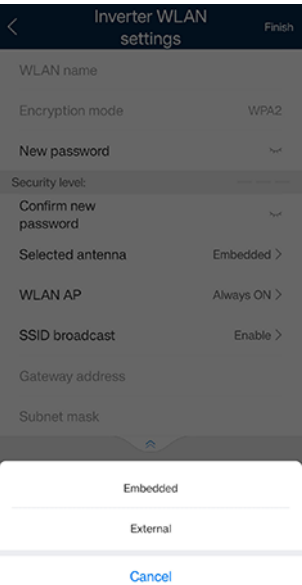 Inverter WLAN
settings
Finish
WLAN name
Encryption mode
WPA2
New password
Security level:
Confirm new
password
Selected antenna
Embedded >
WLAN AP
Always ON >
SSID broadcast
Enable >
Gateway address
Subnet mask
Embedded
External
Cancel